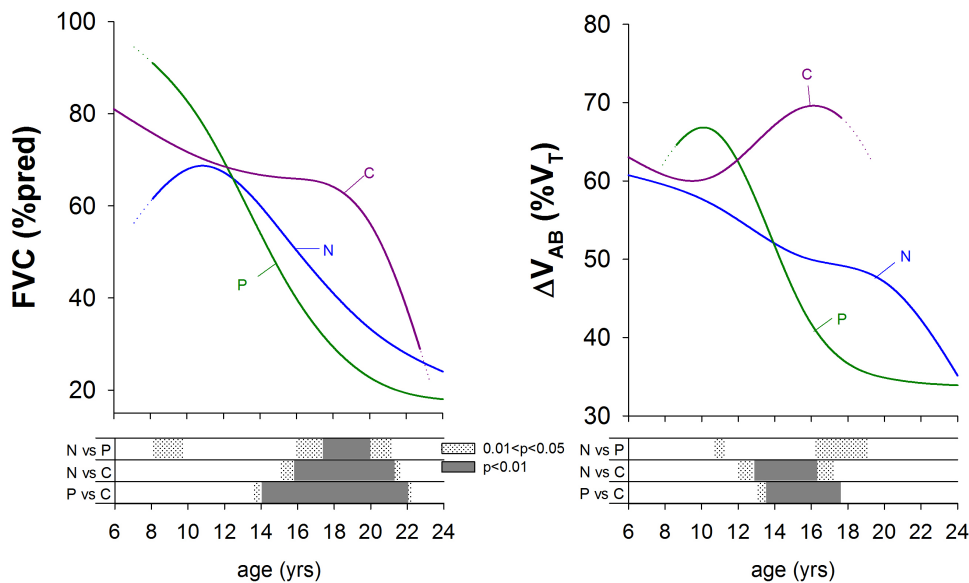 FVC (%pred)
100
80
60
40
20
C
N
P
N vs P
N vs C
P vs C
6 8 10 12 14 16 18 20 22 24
age (yrs)
0.01<p<0.05
p<0.01
ΔV_AB (%V_T)
80
70
60
50
40
30
C
N
P
N vs P
N vs C
P vs C
6 8 10 12 14 16 18 20 22 24
age (yrs)